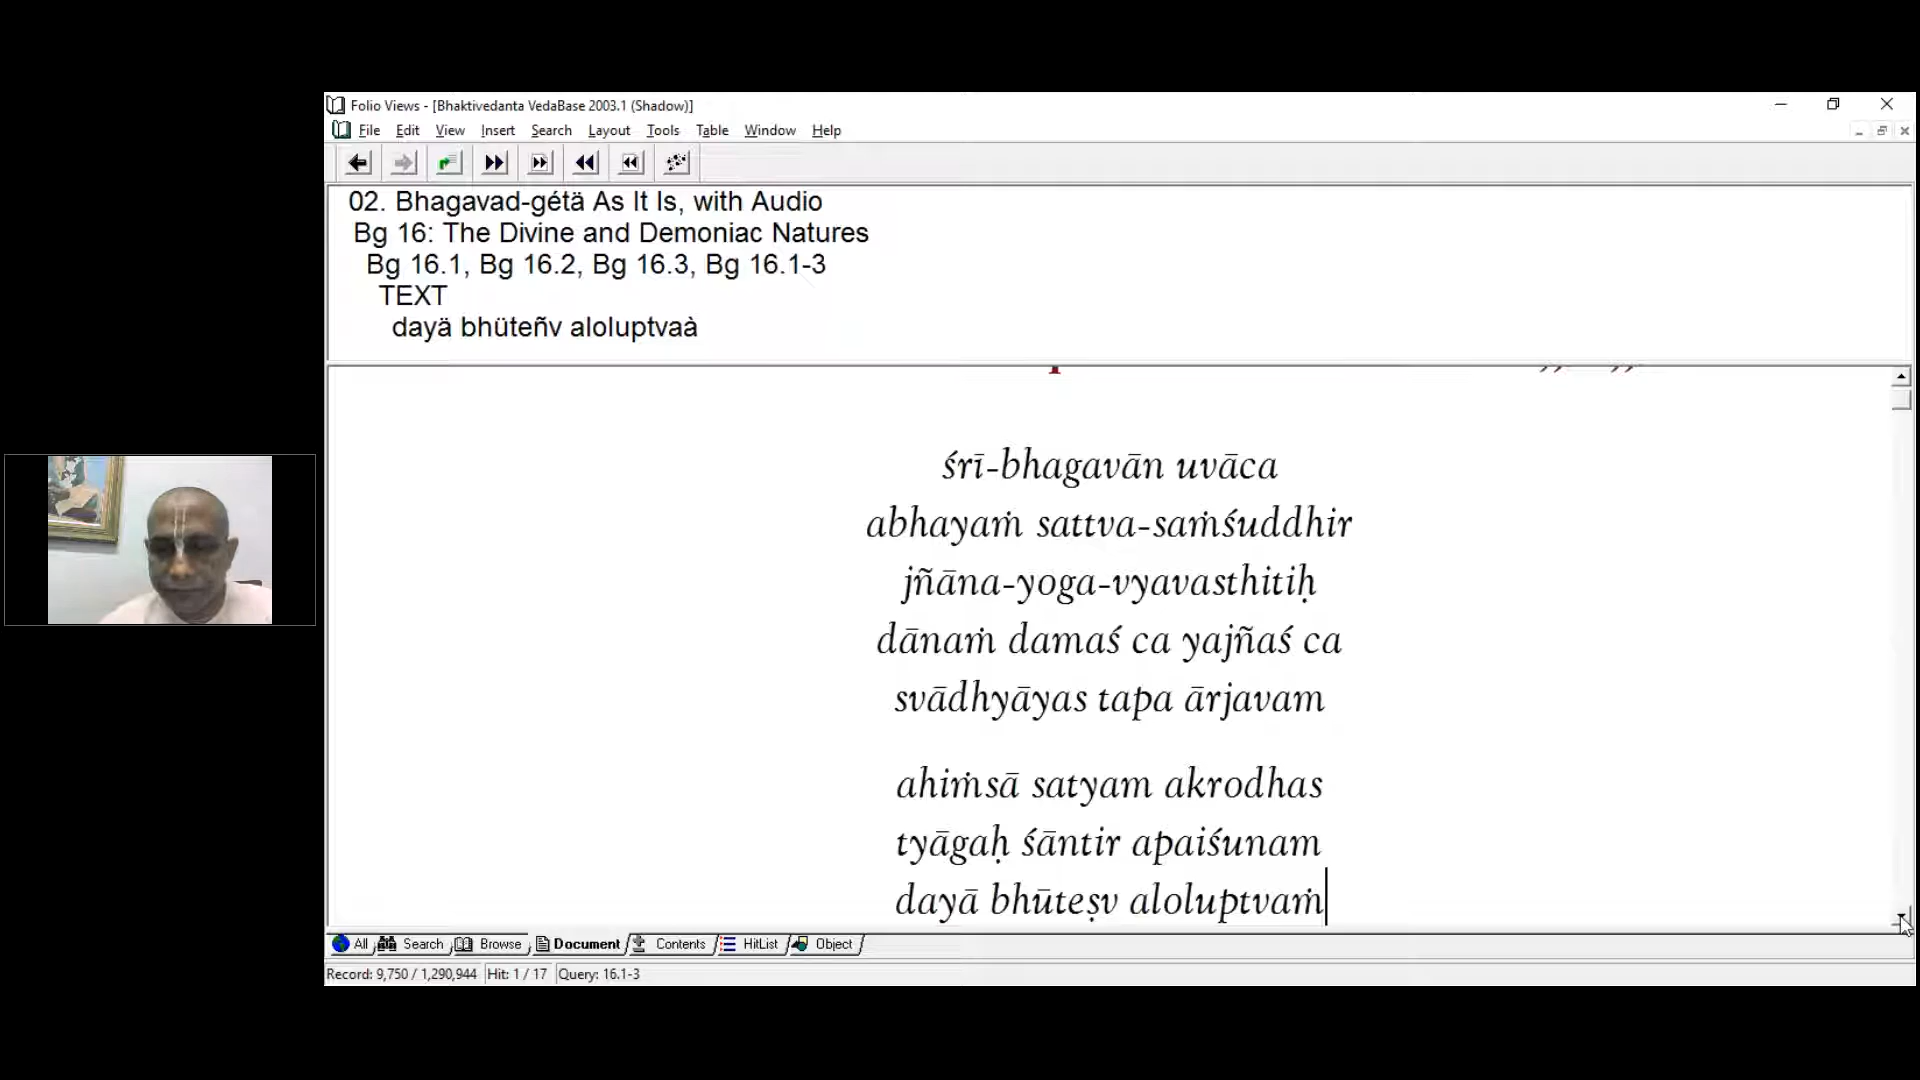 Folio Views - [Bhaktivedanta VedaBase 2003.1 (Shadow)]
File Edit View Insert Search Layout Tools Table Window Help
02. Bhagavad-gétä As It Is, with Audio
Bg 16: The Divine and Demoniac Natures
Bg 16.1, Bg 16.2, Bg 16.3, Bg 16.1-3
TEXT
dayä bhüteñv aloluptvaà
śrī-bhagavān uvāca
abhayaṁ sattva-saṁśuddhir
jñāna-yoga-vyavasthitiḥ
dānaṁ damaś ca yajñaś ca
svādhyāyas tapa ārjavam
ahiṁsā satyam akrodhas
tyāgaḥ śāntir apaiśunam
dayā bhūteṣv aloluptvaṁ
All Search Browse Document Contents HitList Object
Record: 9,750 / 1,290,944 Hit: 1 / 17 Query: 16.1-3